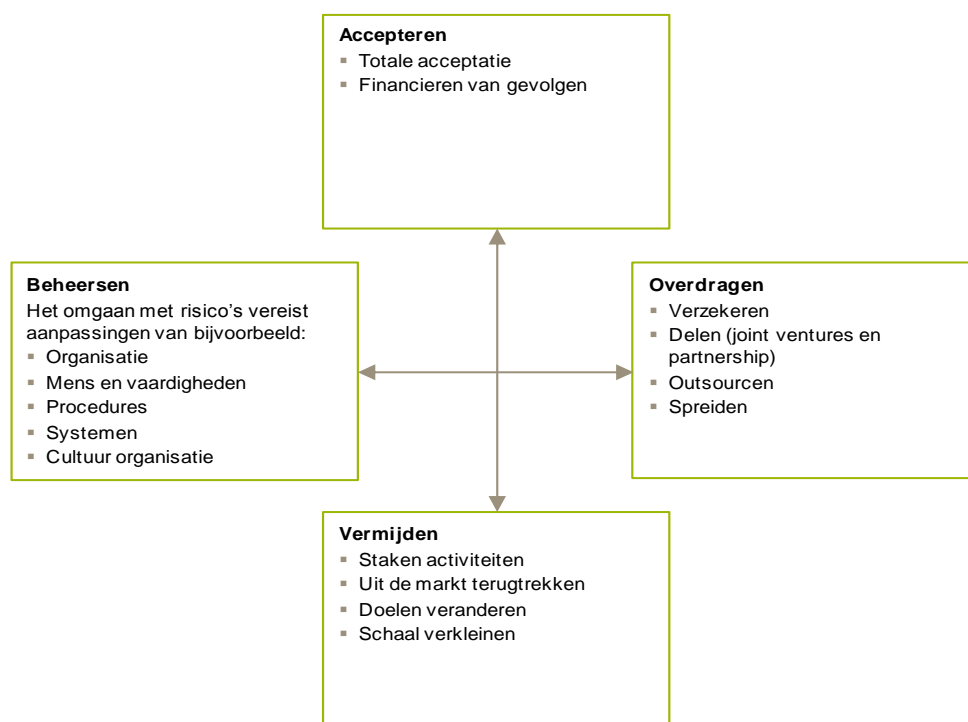 Accepteren
▪ Totale acceptatie
▪ Financieren van gevolgen
Beheersen
Het omgaan met risico’s vereist
aanpassingen van bijvoorbeeld:
▪ Organisatie
▪ Mens en vaardigheden
▪ Procedures
▪ Systemen
▪ Cultuur organisatie
Overdragen
▪ Verzekeren
▪ Delen (joint ventures en
partnership)
▪ Outsourcen
▪ Spreiden
Vermijden
▪ Staken activiteiten
▪ Uit de markt terugtrekken
▪ Doelen veranderen
▪ Schaal verkleinen